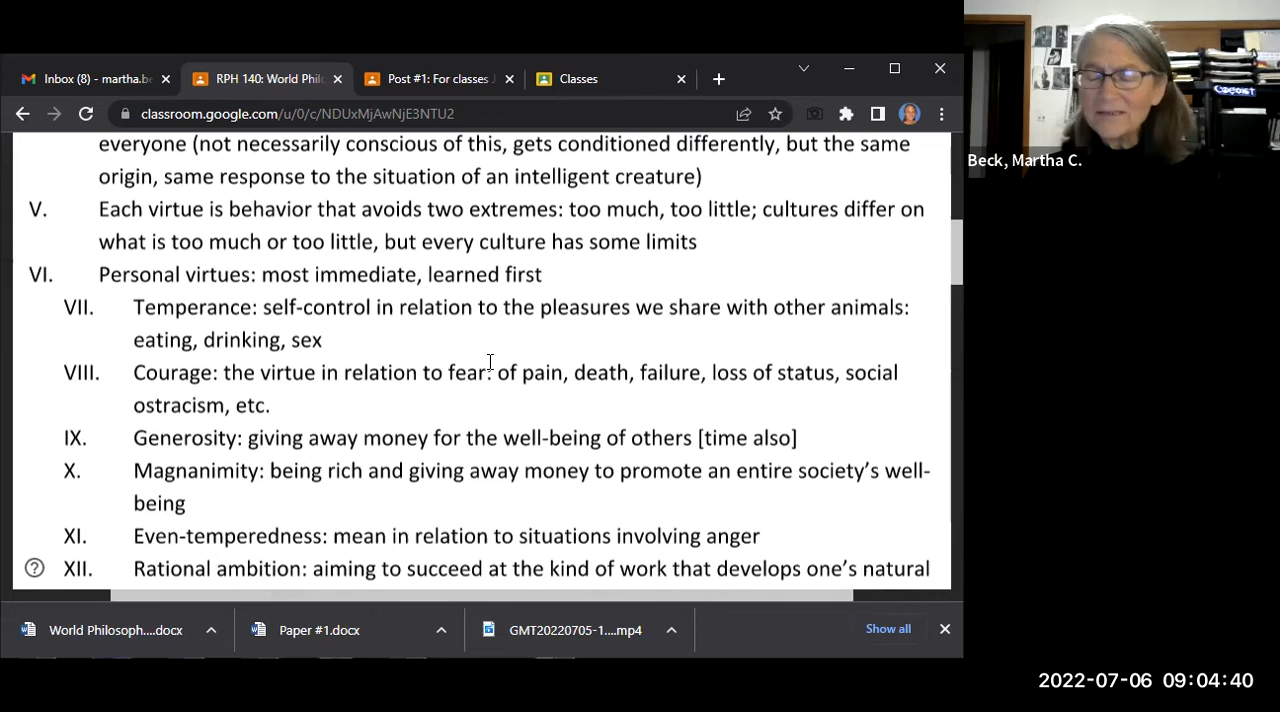 Inbox (8) - martha.be
RPH 140: World Phil
Post #1: For classes J
Classes
classroom.google.com/u/0/c/NDUxMjAwNjE3NTU2
everyone (not necessarily conscious of this, gets conditioned differently, but the same
origin, same response to the situation of an intelligent creature)
V. Each virtue is behavior that avoids two extremes: too much, too little; cultures differ on
what is too much or too little, but every culture has some limits
VI. Personal virtues: most immediate, learned first
VII. Temperance: self-control in relation to the pleasures we share with other animals:
eating, drinking, sex
VIII. Courage: the virtue in relation to fear: of pain, death, failure, loss of status, social
ostracism, etc.
IX. Generosity: giving away money for the well-being of others [time also]
X. Magnanimity: being rich and giving away money to promote an entire society's well-
being
XI. Even-temperedness: mean in relation to situations involving anger
XII. Rational ambition: aiming to succeed at the kind of work that develops one's natural
World Philosoph....docx
Paper #1.docx
GMT20220705-1....mp4
Show all
Beck, Martha C.
2022-07-06 09:04:40